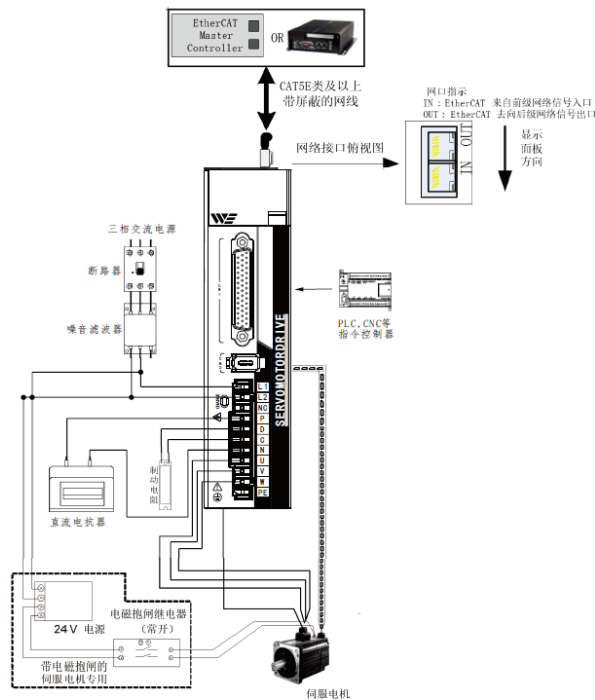 EtherCAT
Master
Controller
OR
CAT5E类及以上
带屏蔽的网线
网口指示
IN：EtherCAT 来自前级网络信号入口
OUT：EtherCAT 去向后级网络信号出口
网络接口俯视图
IN OUT
显示
面板
方向
三相交流电源
断路器
噪音滤波器
PLC,CNC等
指令控制器
SERVOMOTORDRIVE
L1
L2
NC
P
D
C
N
U
V
W
PE
制动电阻
直流电抗器
24V 电源
电磁抱闸继电器
（常开）
带电磁抱闸的
伺服电机专用
伺服电机